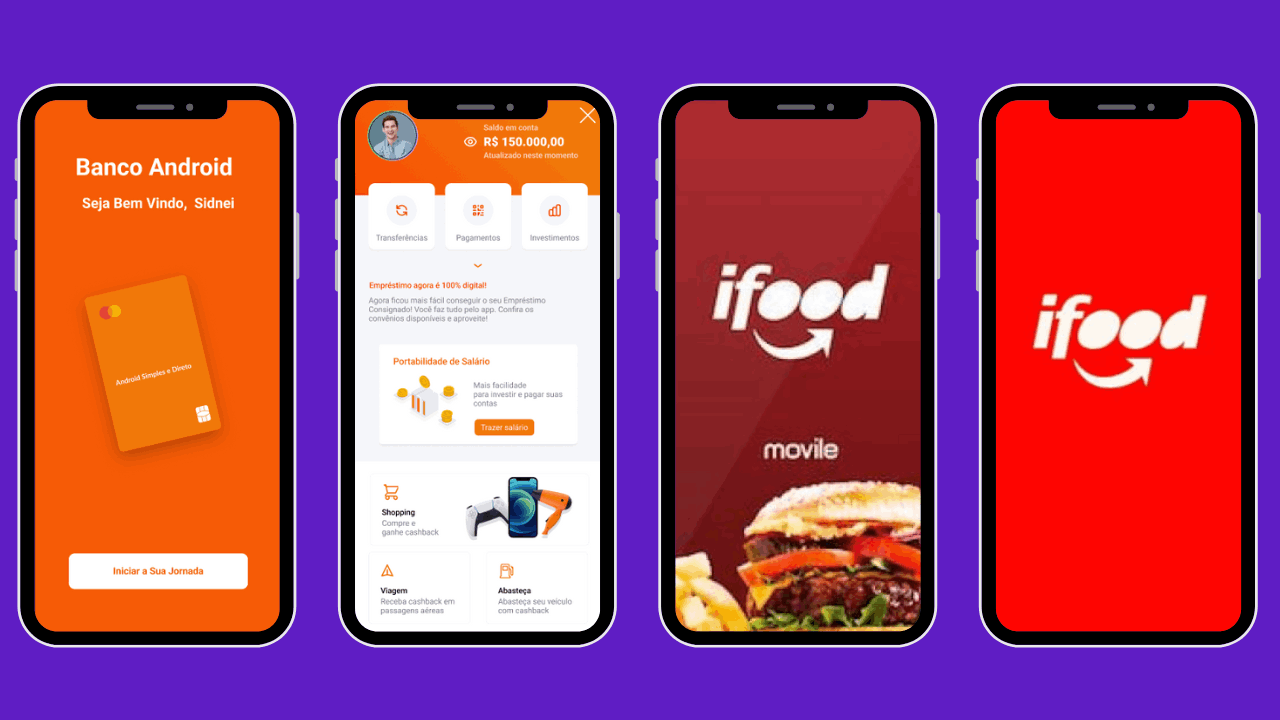 Banco Android
Seja Bem Vindo, Sidnei
Android Simples e Direto
Iniciar a Sua Jornada
Saldo em conta
R$ 150.000,00
Atualizado neste momento
Transferências
Pagamentos
Investimentos
Empréstimo agora é 100% digital!
Agora ficou mais fácil conseguir o seu Empréstimo
Consignado! Você faz tudo pelo app. Confira os
convênios disponíveis e aproveite!
Portabilidade de Salário
Mais facilidade
para investir e pagar suas
contas
Trazer salário
Shopping
Compre e
ganhe cashback
Viagem
Receba cashback em
passagens aéreas
Abasteça
Abasteça seu veículo
com cashback
ifood
movile
ifood